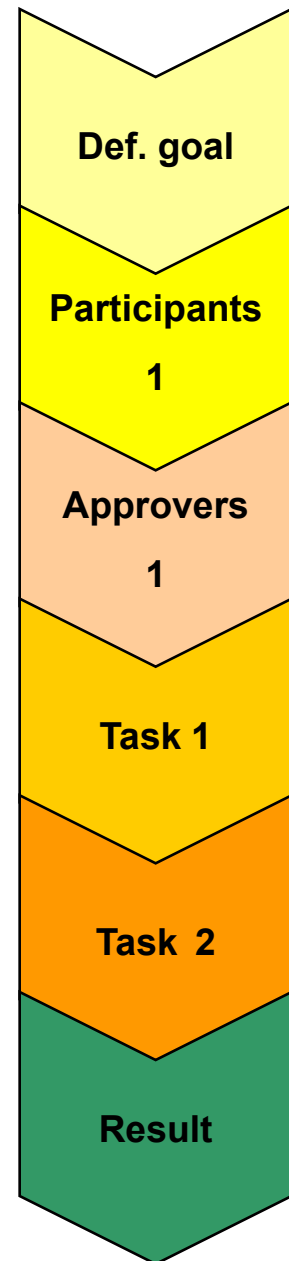 Def. goal
Participants
1
Approvers
1
Task 1
Task 2
Result